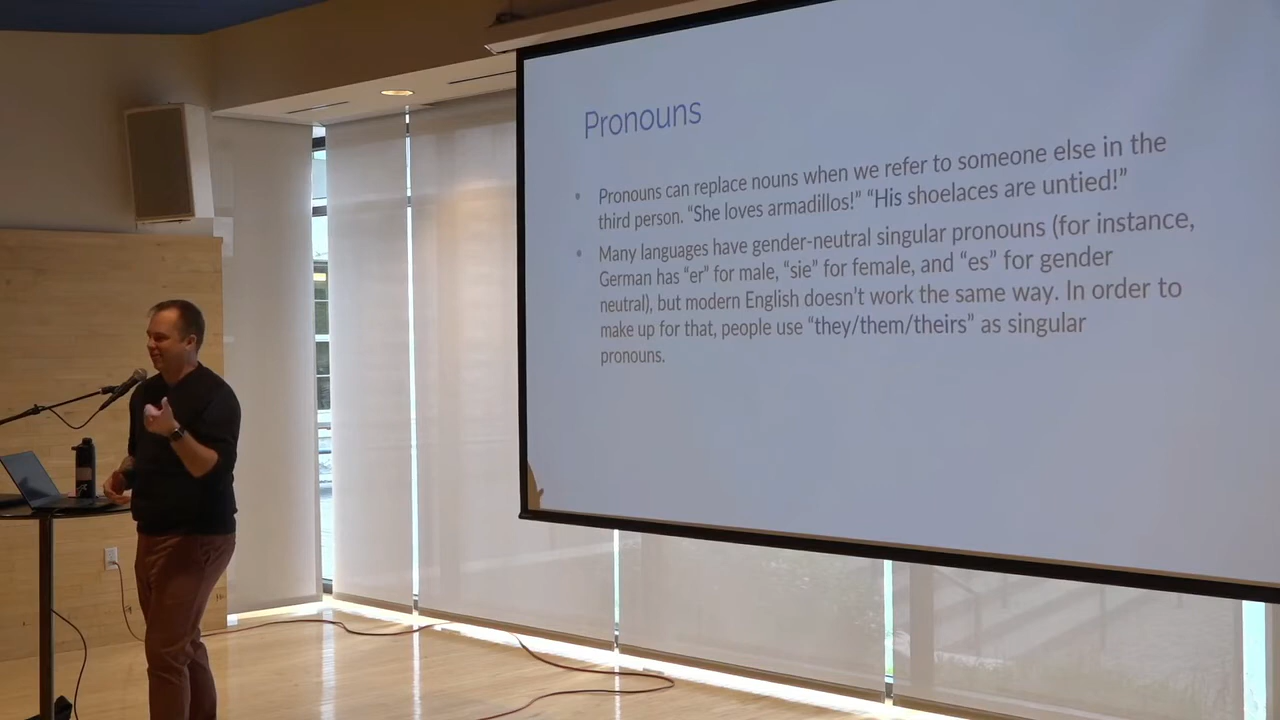 Pronouns
• Pronouns can replace nouns when we refer to someone else in the
third person. “She loves armadillos!” “His shoelaces are untied!”
• Many languages have gender-neutral singular pronouns (for instance,
German has “er” for male, “sie” for female, and “es” for gender
neutral), but modern English doesn’t work the same way. In order to
make up for that, people use “they/them/theirs” as singular
pronouns.